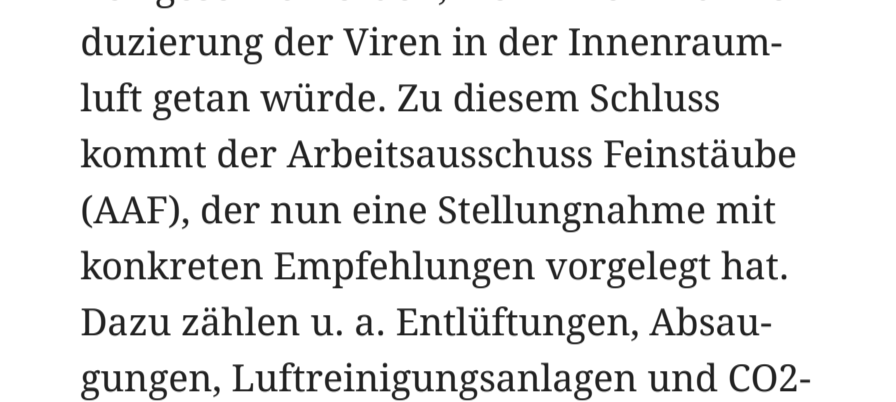 duzierung der Viren in der Innenraum-
luft getan würde. Zu diesem Schluss
kommt der Arbeitsausschuss Feinstäube
(AAF), der nun eine Stellungnahme mit
konkreten Empfehlungen vorgelegt hat.
Dazu zählen u. a. Entlüftungen, Absau-
gungen, Luftreinigungsanlagen und CO2-